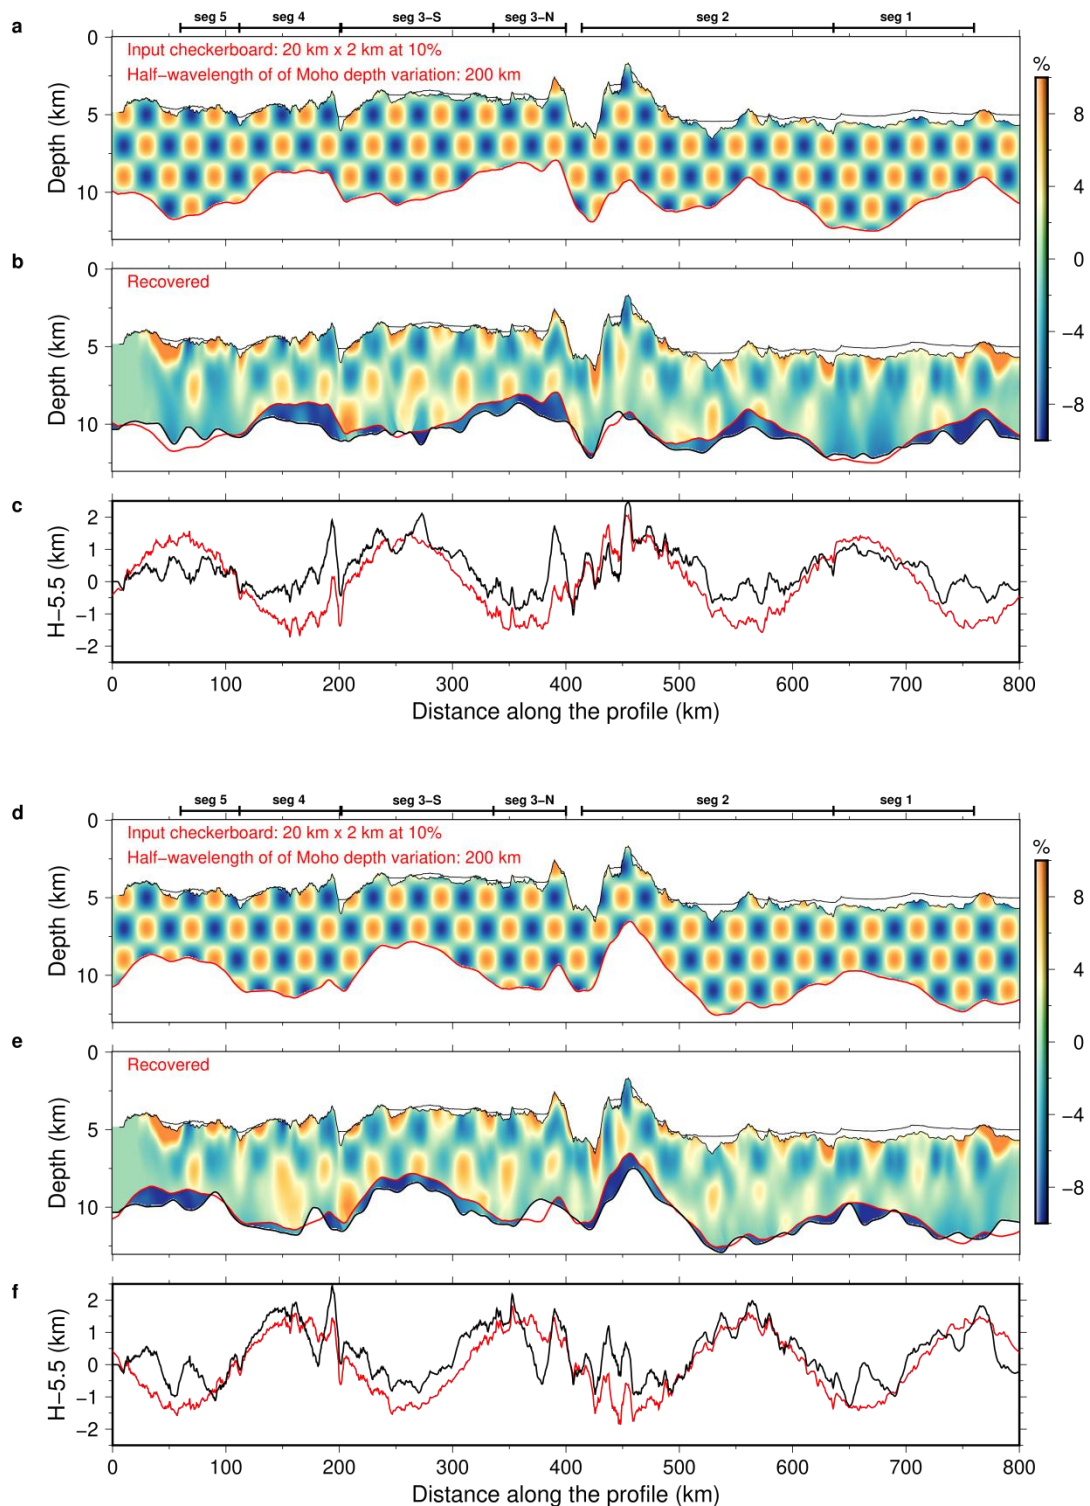 seg 5 seg 4 seg 3−S seg 3−N seg 2 seg 1
a
Input checkerboard: 20 km x 2 km at 10%
Half−wavelength of of Moho depth variation: 200 km
0
5
10
Depth (km)
%
8
4
0
−4
−8
b
Recovered
0
5
10
Depth (km)
c
2
1
0
−1
−2
H−5.5 (km)
0 100 200 300 400 500 600 700 800
Distance along the profile (km)
seg 5 seg 4 seg 3−S seg 3−N seg 2 seg 1
d
Input checkerboard: 20 km x 2 km at 10%
Half−wavelength of of Moho depth variation: 200 km
0
5
10
Depth (km)
%
8
4
0
−4
−8
e
Recovered
0
5
10
Depth (km)
f
2
1
0
−1
−2
H−5.5 (km)
0 100 200 300 400 500 600 700 800
Distance along the profile (km)